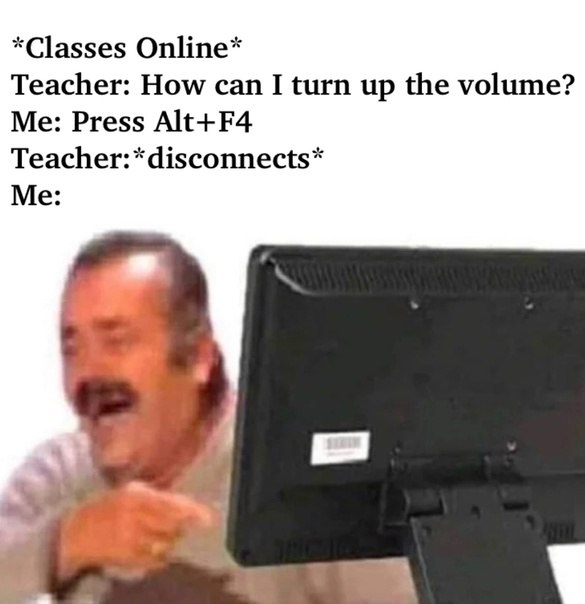 *Classes Online*
Teacher: How can I turn up the volume?
Me: Press Alt+F4
Teacher:*disconnects*
Me: